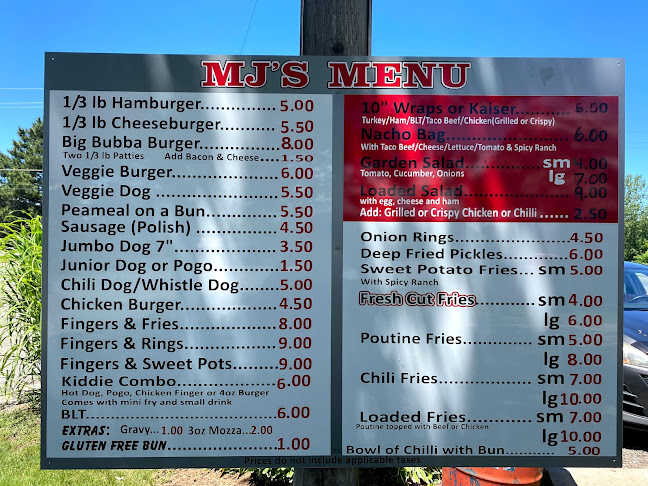 MJ'S MENU
1/3 lb Hamburger............... 5.00
1/3 lb Cheeseburger........... 5.50
Big Bubba Burger................ 8.00
Two 1/3 lb Patties Add Bacon & Cheese.... 1.50
Veggie Burger..................... 6.00
Veggie Dog ........................ 5.50
Peameal on a Bun............... 5.50
Sausage (Polish) ................ 4.50
Jumbo Dog 7".................... 3.50
Junior Dog or Pogo............. 1.50
Chili Dog/Whistle Dog........ 5.00
Chicken Burger................... 4.50
Fingers & Fries.................... 8.00
Fingers & Rings................... 9.00
Fingers & Sweet Pots......... 9.00
Kiddie Combo..................... 6.00
Hot Dog, Pogo, Chicken Finger or 4oz Burger
Comes with mini fry and small drink
BLT..................................... 6.00
EXTRAS: Gravy... 1.00 3oz Mozza... 2.00
GLUTEN FREE BUN.................. 1.00
10" Wraps or Kaiser............ 6.50
Turkey/Ham/BLT/Taco Beef/Chicken(Grilled or Crispy)
Nacho Bag.......................... 6.00
With Taco Beef/Cheese/Lettuce/Tomato & Spicy Ranch
Garden Salad............... sm 4.00
Tomato, Cucumber, Onions
lg 7.00
Loaded Salad..................... 9.00
with egg, cheese and ham
Add: Grilled or Crispy Chicken or Chilli ...... 2.50
Onion Rings....................... 4.50
Deep Fried Pickles.............. 6.00
Sweet Potato Fries... sm 5.00
With Spicy Ranch
Fresh Cut Fries............ sm 4.00
lg 6.00
Poutine Fries............... sm 5.00
lg 8.00
Chili Fries.................... sm 7.00
lg 10.00
Loaded Fries............... sm 7.00
Poutine topped with Beef or Chicken
lg 10.00
Bowl of Chilli with Bun........... 5.00
Prices do not include applicable taxes